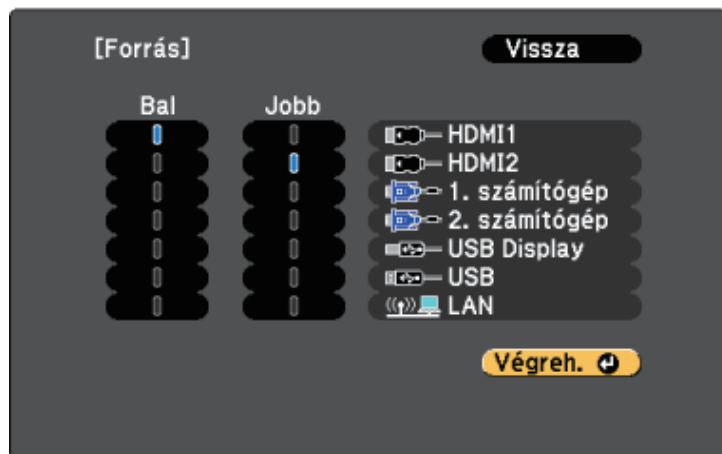 [Forrás] Vissza
Bal Jobb
HDMI1
HDMI2
1. számítógép
2. számítógép
USB Display
USB
LAN
Végreh.